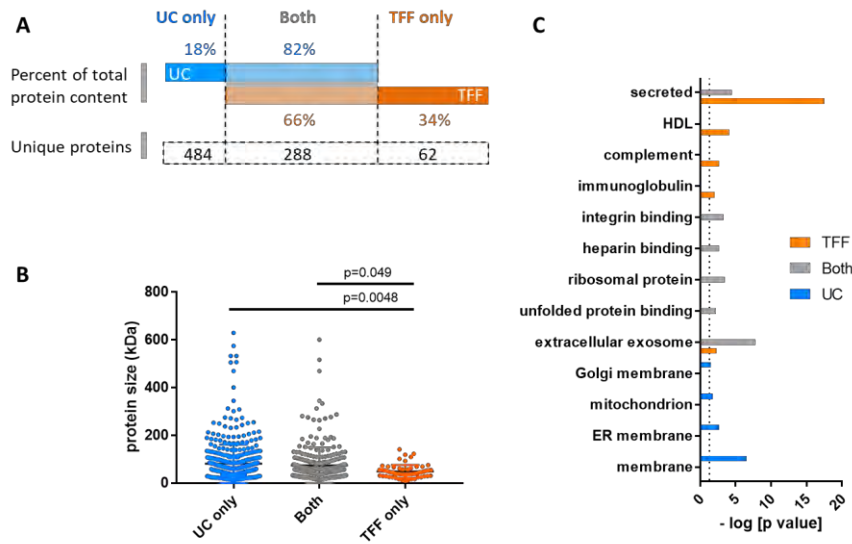 A
UC only Both TFF only
18% 82%
Percent of total
protein content
UC
TFF
66% 34%
Unique proteins
484 288 62
B
p=0.049
p=0.0048
protein size (kDa)
800
600
400
200
0
UC only
Both
TFF only
C
secreted
HDL
complement
immunoglobulin
integrin binding
heparin binding
ribosomal protein
unfolded protein binding
extracellular exosome
Golgi membrane
mitochondrion
ER membrane
membrane
TFF
Both
UC
0 5 10 15 20
- log [p value]